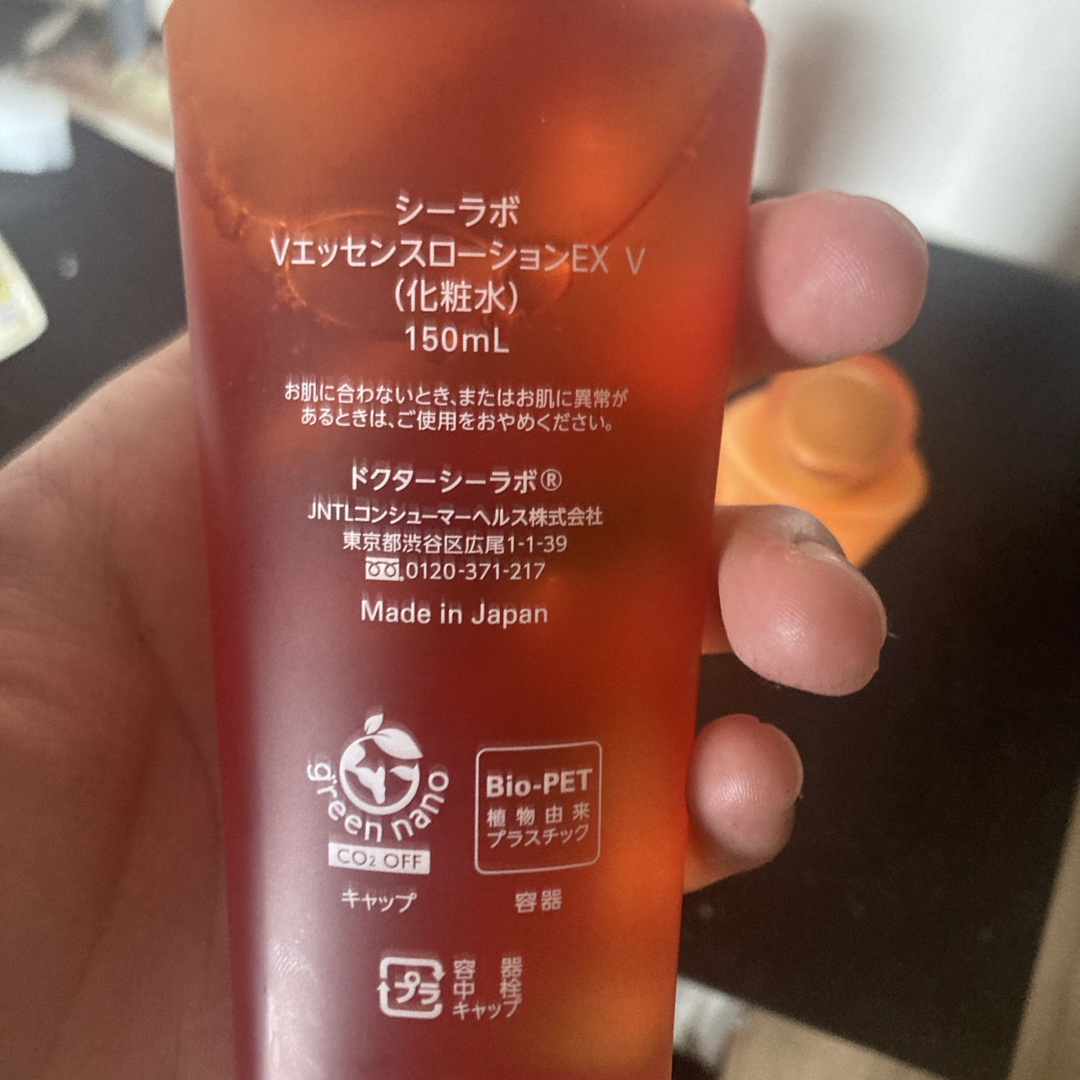 シーラボ
VエッセンスローションEX V
(化粧水)
150mL
お肌に合わないとき、またはお肌に異常が
あるときは、ご使用をおやめください。
ドクターシーラボ®
JNTLコンシューマーヘルス株式会社
東京都渋谷区広尾1-1-39
0120-371-217
Made in Japan
green nano
CO₂ OFF
キャップ
Bio-PET
植物由来
プラスチック
容器
プラ
容器
中栓
キャップ